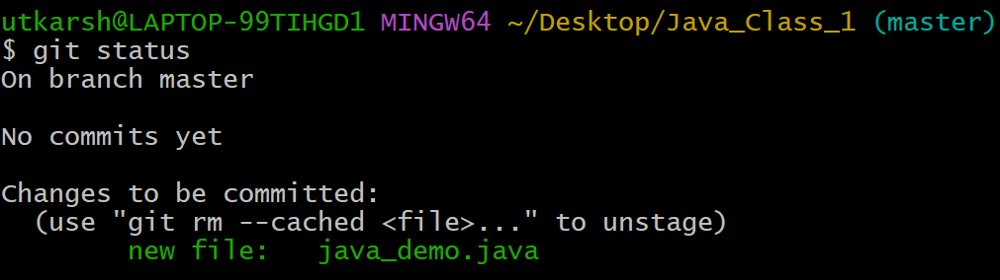 utkarsh@LAPTOP-99TIHGD1 MINGW64 ~/Desktop/Java_Class_1 (master)
$ git status
On branch master

No commits yet

Changes to be committed:
  (use "git rm --cached <file>..." to unstage)
        new file:   java_demo.java